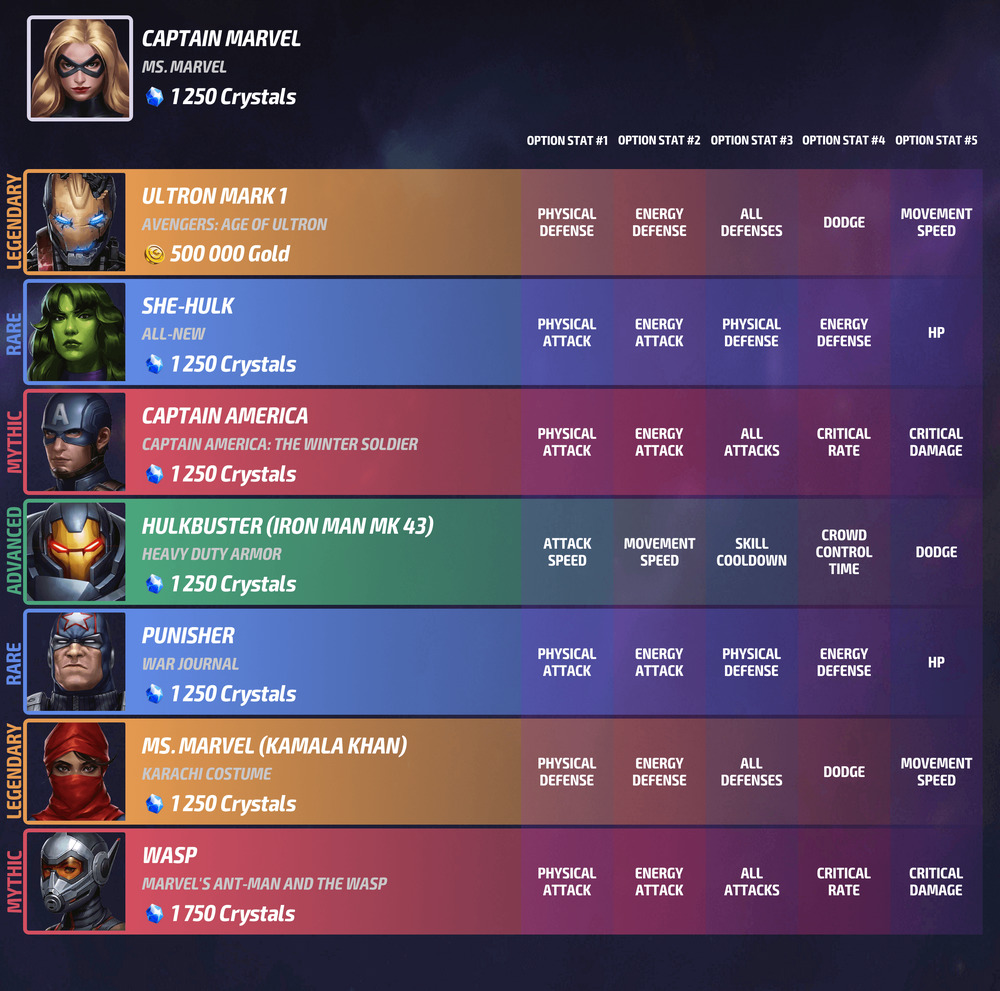 CAPTAIN MARVEL
MS. MARVEL
1 250 Crystals
OPTION STAT #1 OPTION STAT #2 OPTION STAT #3 OPTION STAT #4 OPTION STAT #5
LEGENDARY
ULTRON MARK 1
AVENGERS: AGE OF ULTRON
500 000 Gold
PHYSICAL
DEFENSE
ENERGY
DEFENSE
ALL
DEFENSES
DODGE
MOVEMENT
SPEED
RARE
SHE-HULK
ALL-NEW
1 250 Crystals
PHYSICAL
ATTACK
ENERGY
ATTACK
PHYSICAL
DEFENSE
ENERGY
DEFENSE
HP
MYTHIC
A
CAPTAIN AMERICA
CAPTAIN AMERICA: THE WINTER SOLDIER
1 250 Crystals
PHYSICAL
ATTACK
ENERGY
ATTACK
ALL
ATTACKS
CRITICAL
RATE
CRITICAL
DAMAGE
ADVANCED
HULKBUSTER (IRON MAN MK 43)
HEAVY DUTY ARMOR
1 250 Crystals
ATTACK
SPEED
MOVEMENT
SPEED
SKILL
COOLDOWN
CROWD
CONTROL
TIME
DODGE
RARE
PUNISHER
WAR JOURNAL
1 250 Crystals
PHYSICAL
ATTACK
ENERGY
ATTACK
PHYSICAL
DEFENSE
ENERGY
DEFENSE
HP
LEGENDARY
MS. MARVEL (KAMALA KHAN)
KARACHI COSTUME
1 250 Crystals
PHYSICAL
DEFENSE
ENERGY
DEFENSE
ALL
DEFENSES
DODGE
MOVEMENT
SPEED
MYTHIC
WASP
MARVEL'S ANT-MAN AND THE WASP
1 750 Crystals
PHYSICAL
ATTACK
ENERGY
ATTACK
ALL
ATTACKS
CRITICAL
RATE
CRITICAL
DAMAGE